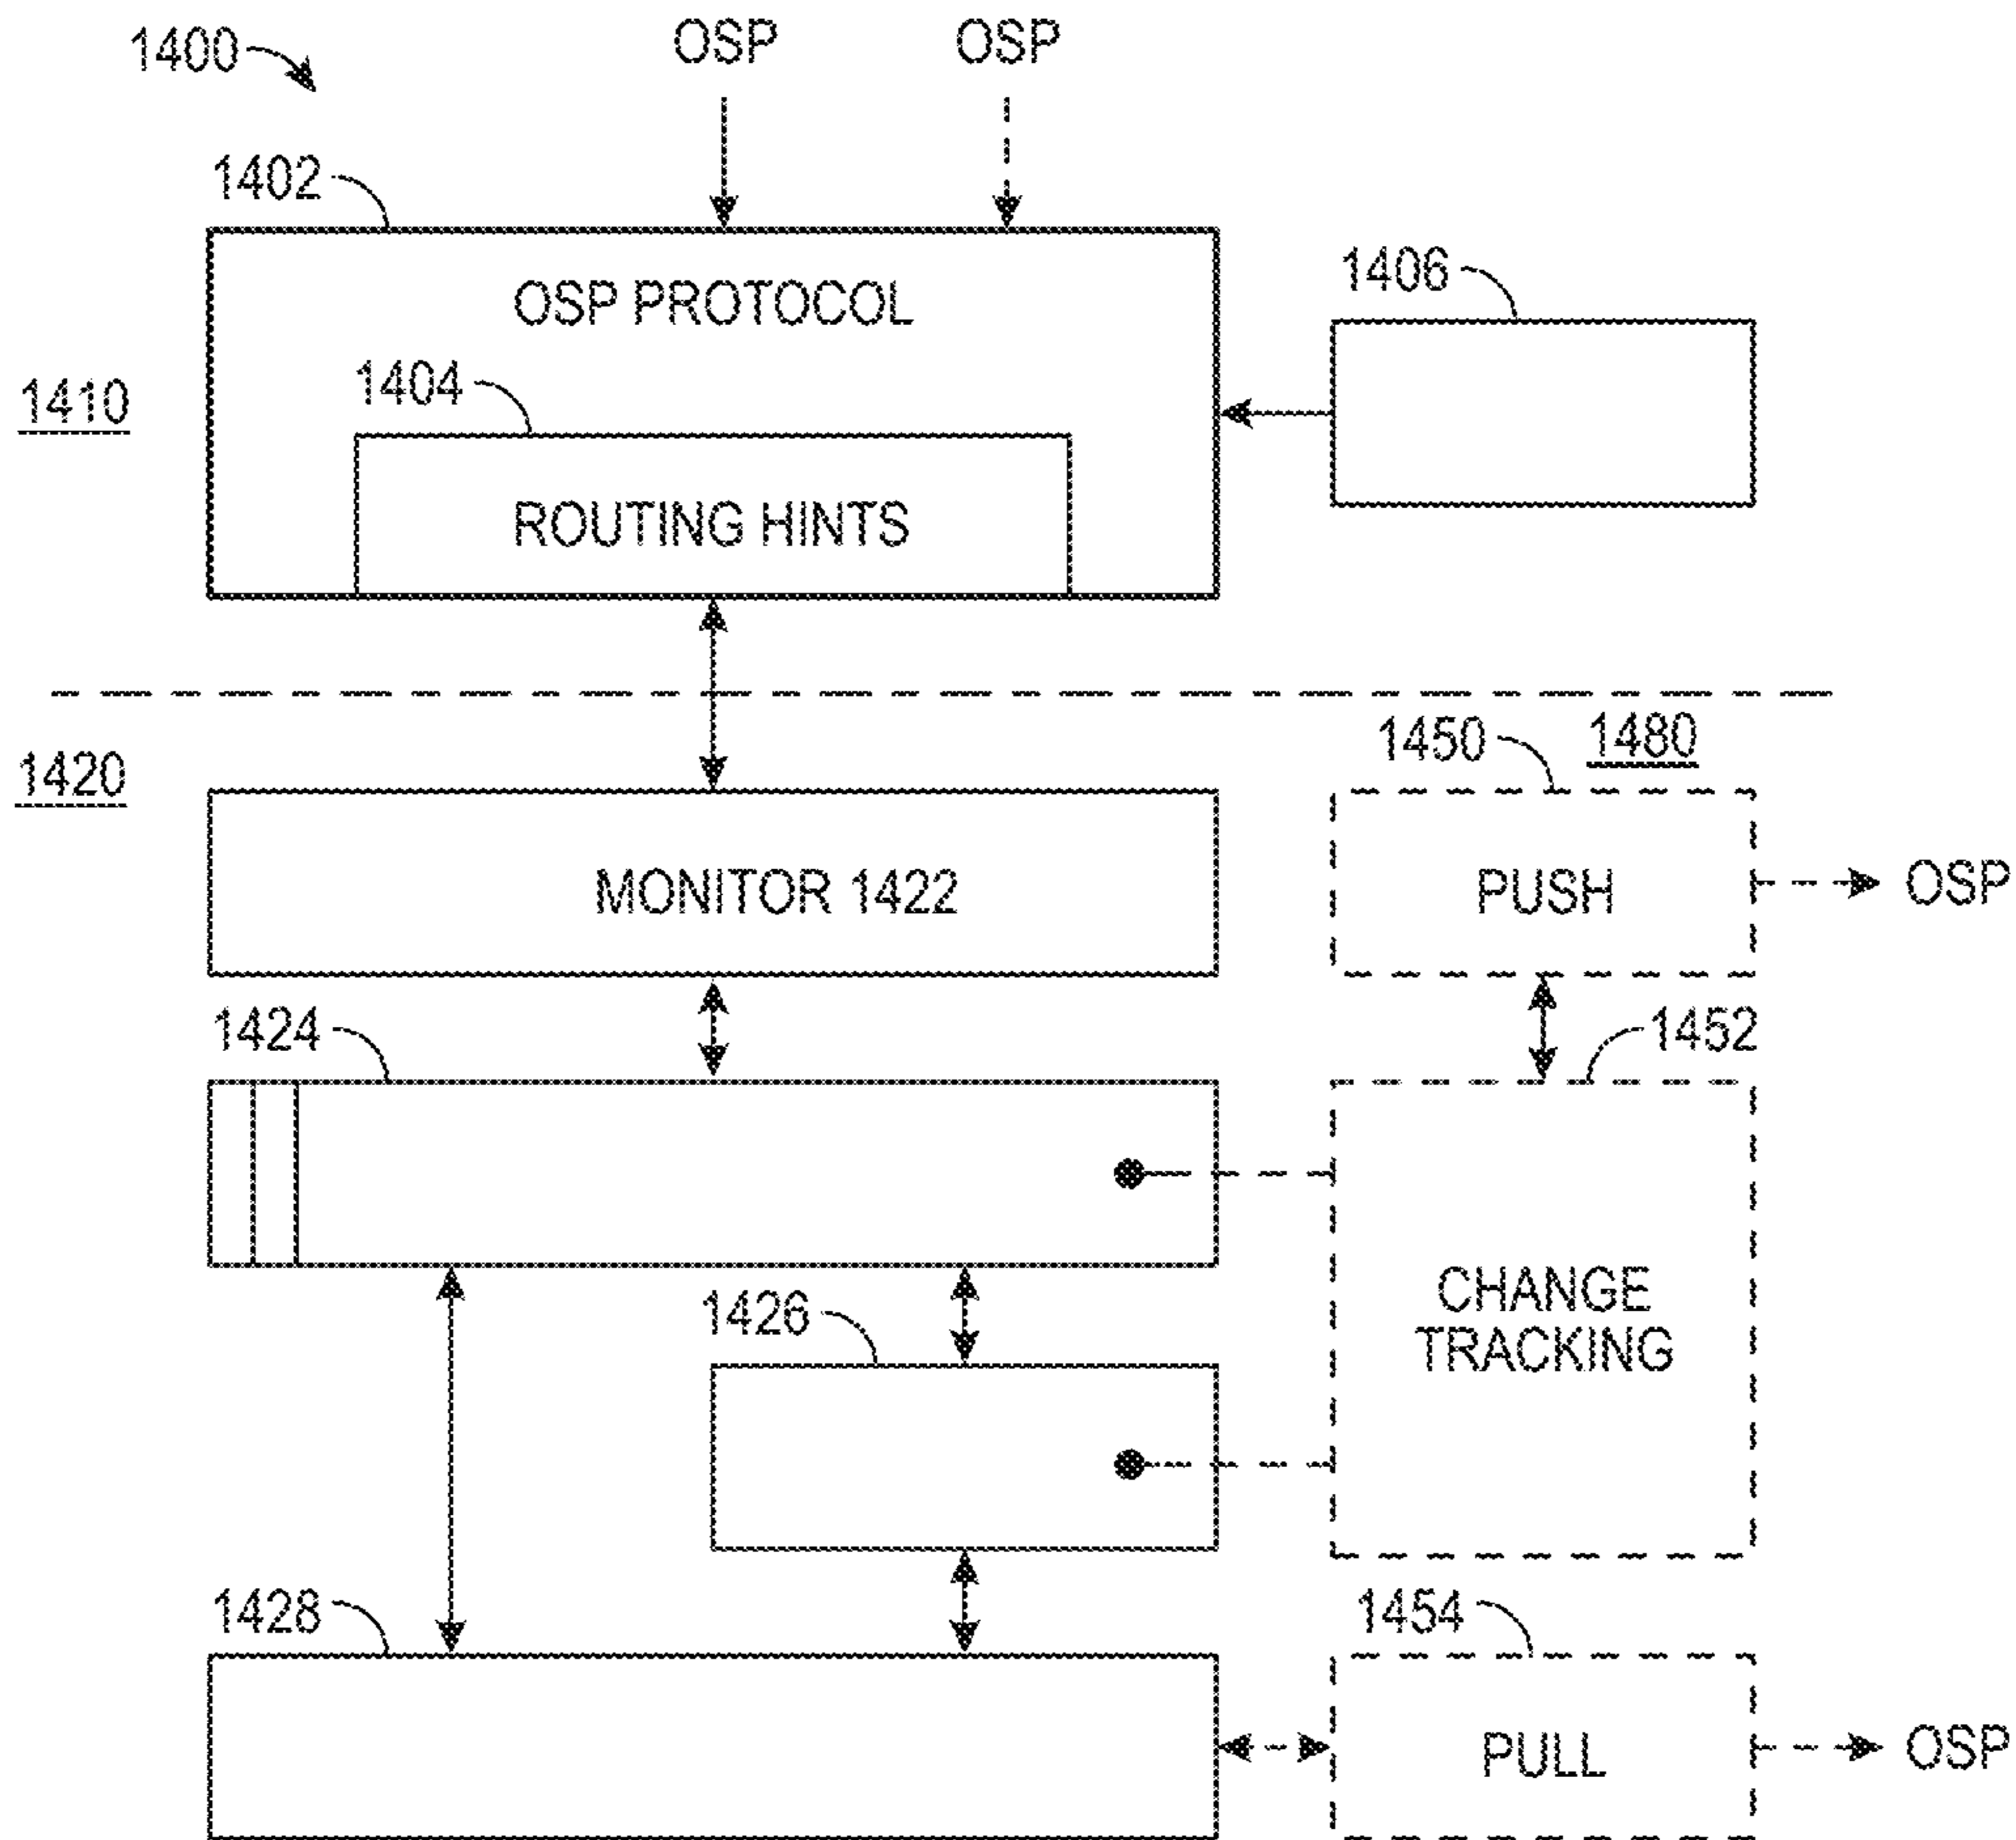 1400
OSP
OSP
1402
OSP PROTOCOL
1406
1404
1410
ROUTING HINTS
1420
1450
1480
MONITOR 1422
PUSH
OSP
1424
1452
CHANGE
TRACKING
1426
1428
1454
PULL
OSP